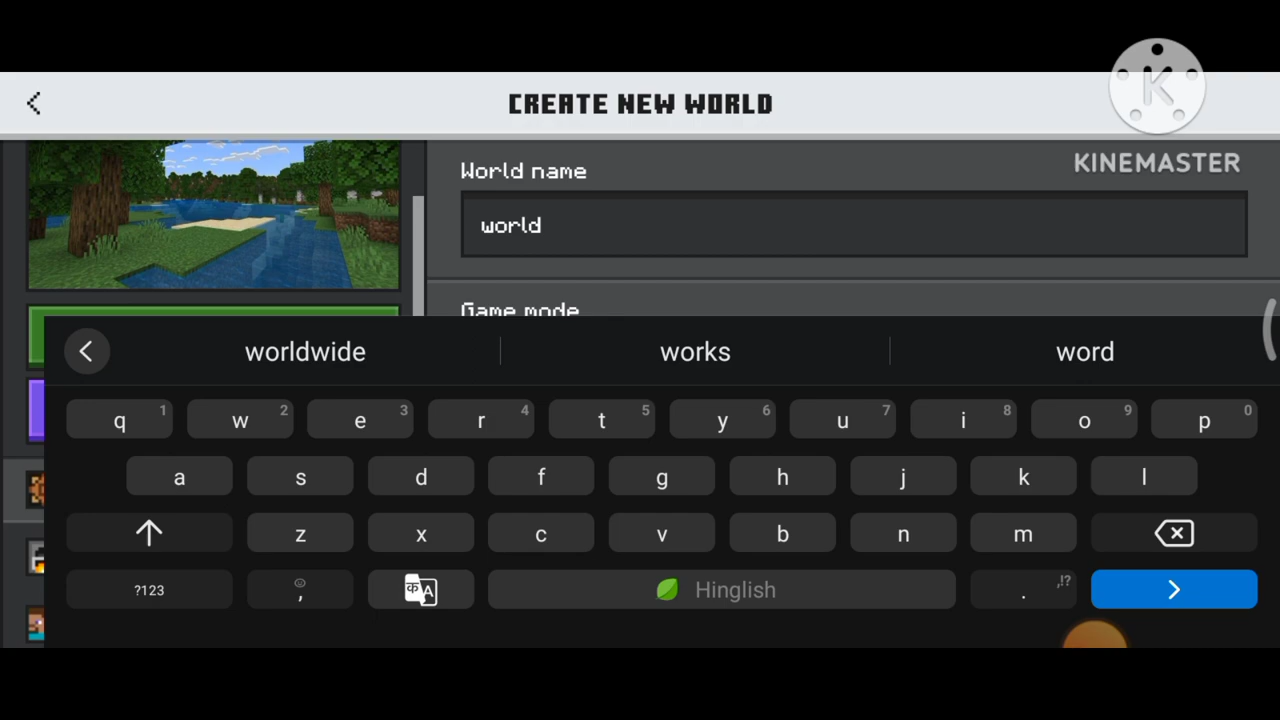 CREATE NEW WORLD
K
KINEMASTER
World name
world
Game mode
worldwide works word
q 1 w 2 e 3 r 4 t 5 y 6 u 7 i 8 o 9 p 0
a s d f g h j k l
z x c v b n m
?123 , क A Hinglish . ,!?